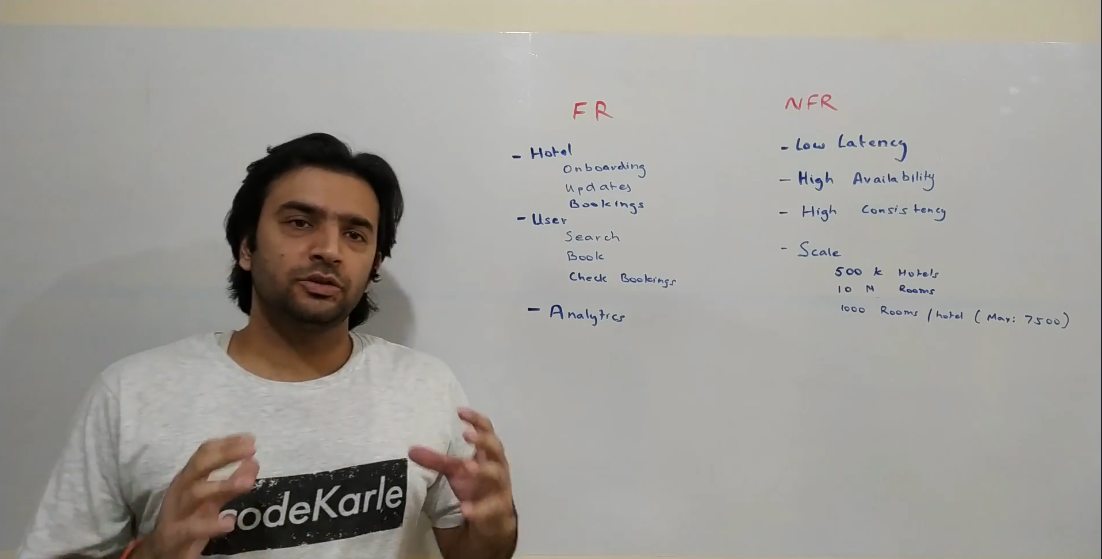 FR
- Hotel
Onboarding
Updates
Bookings
- User
Search
Book
Check Bookings
- Analytics
NFR
- Low Latency
- High Availability
- High Consistency
- Scale
500 k Hotels
10 M Rooms
1000 Rooms / hotel ( Max: 7500 )
codeKarle